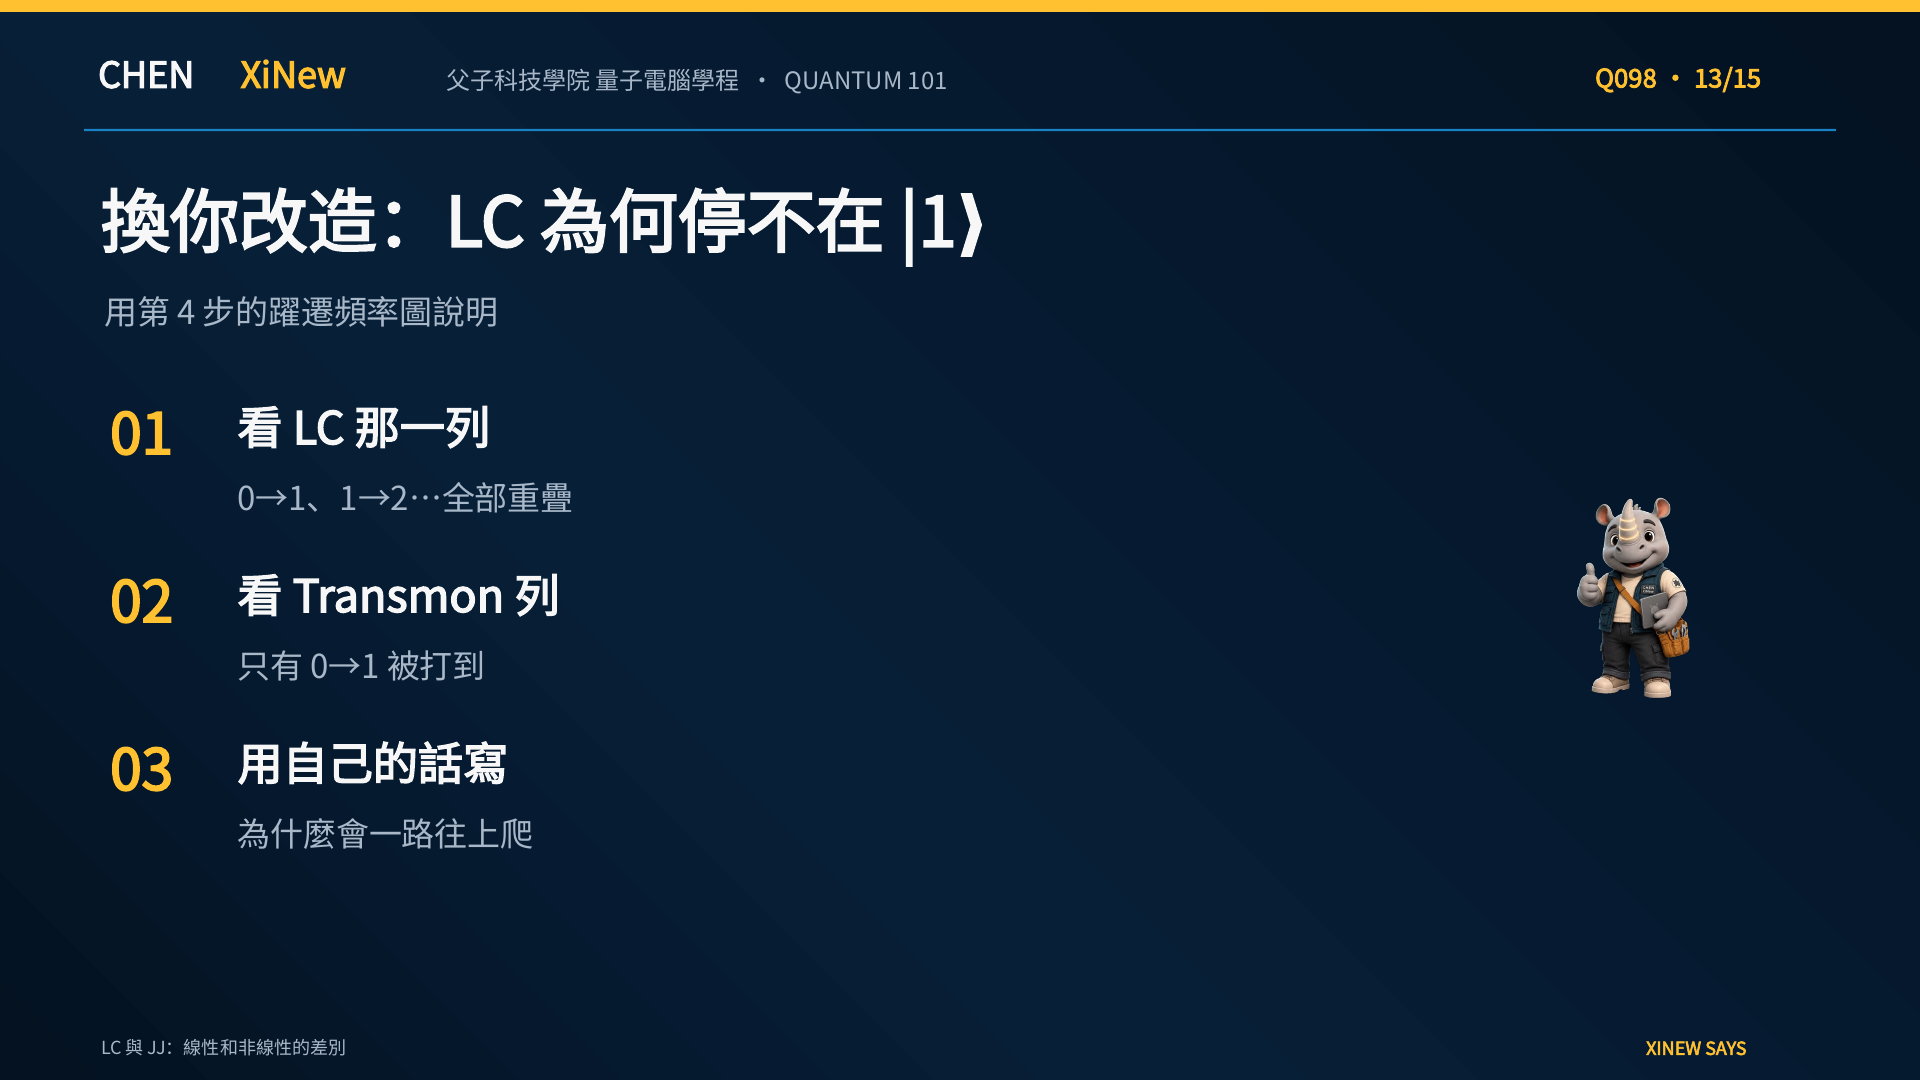 CHEN XiNew 父子科技學院 量子電腦學程 · QUANTUM 101 Q098 · 13/15
換你改造：LC 為何停不在 |1⟩
用第 4 步的躍遷頻率圖說明
01 看 LC 那一列
0→1、1→2⋯全部重疊
02 看 Transmon 列
只有 0→1 被打到
03 用自己的話寫
為什麼會一路往上爬
LC 與 JJ：線性和非線性的差別 XINEW SAYS